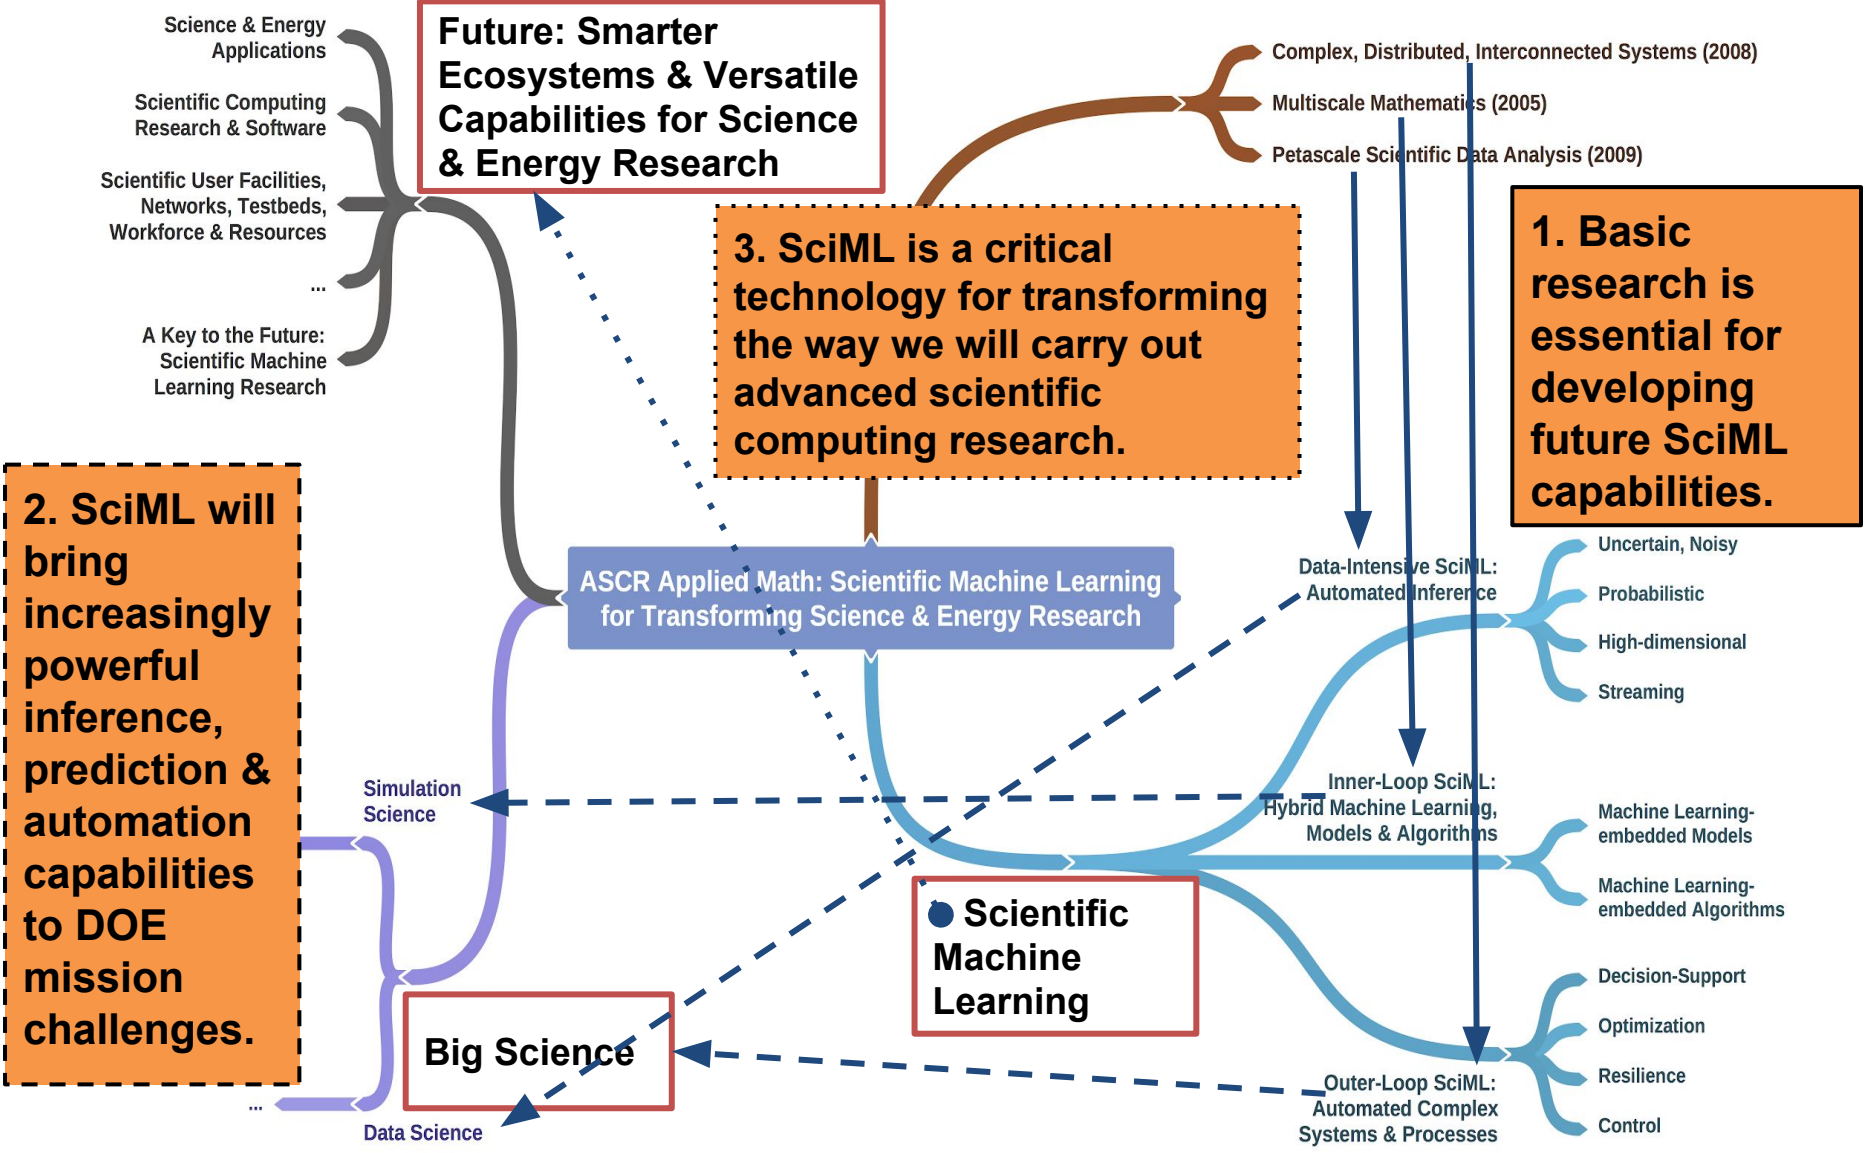 Science & Energy
Applications
Scientific Computing
Research & Software
Scientific User Facilities,
Networks, Testbeds,
Workforce & Resources
...
A Key to the Future:
Scientific Machine
Learning Research
Future: Smarter
Ecosystems & Versatile
Capabilities for Science
& Energy Research
Complex, Distributed, Interconnected Systems (2008)
Multiscale Mathematics (2005)
Petascale Scientific Data Analysis (2009)
3. SciML is a critical
technology for transforming
the way we will carry out
advanced scientific
computing research.
1. Basic
research is
essential for
developing
future SciML
capabilities.
2. SciML will
bring
increasingly
powerful
inference,
prediction &
automation
capabilities
to DOE
mission
challenges.
ASCR Applied Math: Scientific Machine Learning
for Transforming Science & Energy Research
Data-Intensive SciML:
Automated Inference
Uncertain, Noisy
Probabilistic
High-dimensional
Streaming
Simulation
Science
Inner-Loop SciML:
Hybrid Machine Learning,
Models & Algorithms
Machine Learning-
embedded Models
Machine Learning-
embedded Algorithms
Scientific
Machine
Learning
Big Science
...
Data Science
Outer-Loop SciML:
Automated Complex
Systems & Processes
Decision-Support
Optimization
Resilience
Control